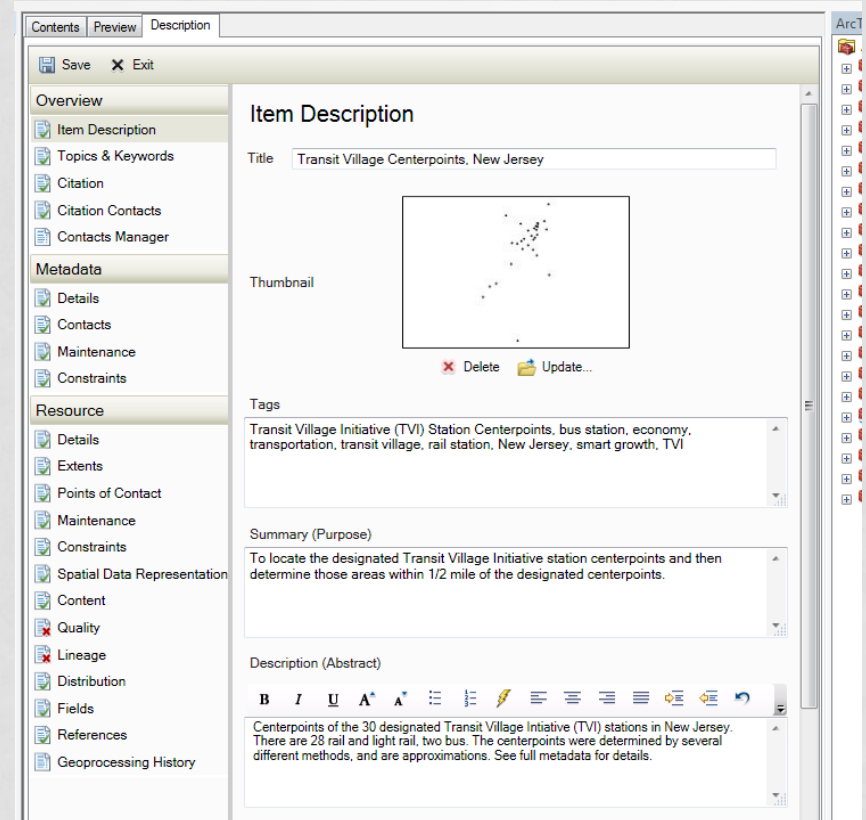 Contents Preview Description
Save Exit
Overview
Item Description
Topics & Keywords
Citation
Citation Contacts
Contacts Manager
Metadata
Details
Contacts
Maintenance
Constraints
Resource
Details
Extents
Points of Contact
Maintenance
Constraints
Spatial Data Representation
Content
Quality
Lineage
Distribution
Fields
References
Geoprocessing History
Item Description
Title Transit Village Centerpoints, New Jersey
Thumbnail
Delete Update...
Tags
Transit Village Initiative (TVI) Station Centerpoints, bus station, economy,
transportation, transit village, rail station, New Jersey, smart growth, TVI
Summary (Purpose)
To locate the designated Transit Village Initiative station centerpoints and then
determine those areas within 1/2 mile of the designated centerpoints.
Description (Abstract)
B I U A A
Centerpoints of the 30 designated Transit Village Intiative (TVI) stations in New Jersey.
There are 28 rail and light rail, two bus. The centerpoints were determined by several
different methods, and are approximations. See full metadata for details.